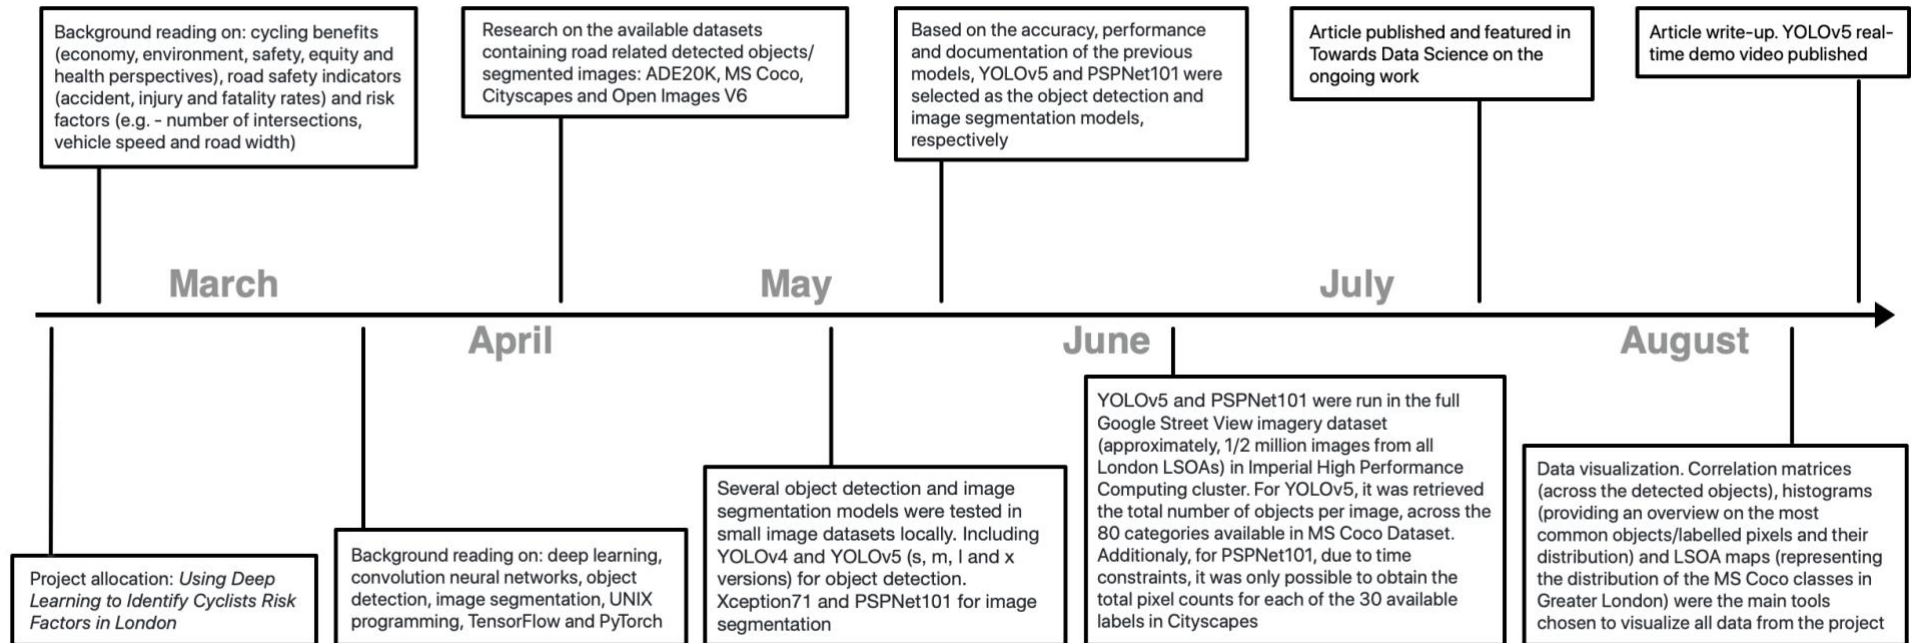 Background reading on: cycling benefits
(economy, environment, safety, equity and
health perspectives), road safety indicators
(accident, injury and fatality rates) and risk
factors (e.g. - number of intersections,
vehicle speed and road width)
Research on the available datasets
containing road related detected objects/
segmented images: ADE20K, MS Coco,
Cityscapes and Open Images V6
Based on the accuracy, performance
and documentation of the previous
models, YOLOv5 and PSPNet101 were
selected as the object detection and
image segmentation models,
respectively
Article published and featured in
Towards Data Science on the
ongoing work
Article write-up. YOLOv5 real-
time demo video published
March
May
July
April
June
August
Project allocation: Using Deep
Learning to Identify Cyclists Risk
Factors in London
Background reading on: deep learning,
convolution neural networks, object
detection, image segmentation, UNIX
programming, TensorFlow and PyTorch
Several object detection and image
segmentation models were tested in
small image datasets locally. Including
YOLOv4 and YOLOv5 (s, m, l and x
versions) for object detection.
Xception71 and PSPNet101 for image
segmentation
YOLOv5 and PSPNet101 were run in the full
Google Street View imagery dataset
(approximately, 1/2 million images from all
London LSOAs) in Imperial High Performance
Computing cluster. For YOLOv5, it was retrieved
the total number of objects per image, across the
80 categories available in MS Coco Dataset.
Additionaly, for PSPNet101, due to time
constraints, it was only possible to obtain the
total pixel counts for each of the 30 available
labels in Cityscapes
Data visualization. Correlation matrices
(across the detected objects), histograms
(providing an overview on the most
common objects/labelled pixels and their
distribution) and LSOA maps (representing
the distribution of the MS Coco classes in
Greater London) were the main tools
chosen to visualize all data from the project